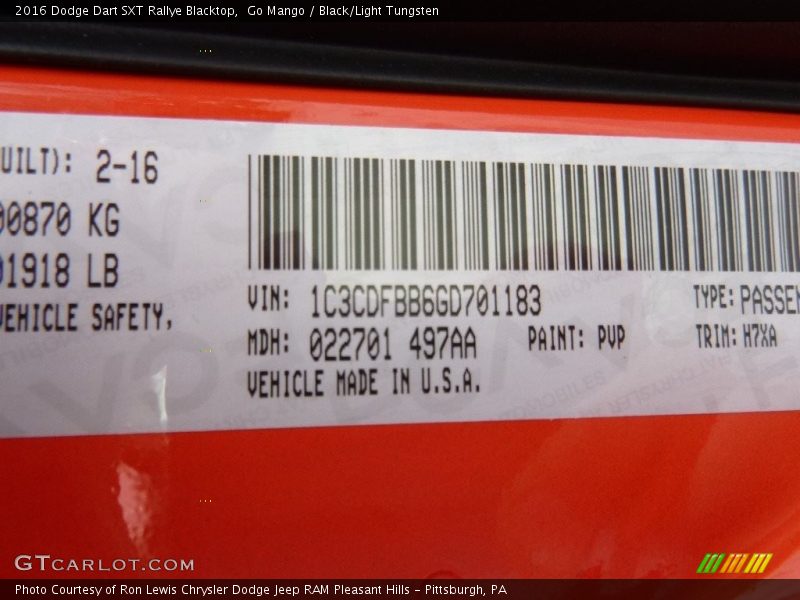 2016 Dodge Dart SXT Rallye Blacktop,  Go Mango / Black/Light Tungsten
UILT): 2-16
00870 KG
01918 LB
VEHICLE SAFETY,
VIN: 1C3CDFBB6GD701183 TYPE: PASSEN
MDH: 022701 497AA PAINT: PVP TRIM: H7XA
VEHICLE MADE IN U.S.A.
GTCARLOT.COM
Photo Courtesy of Ron Lewis Chrysler Dodge Jeep RAM Pleasant Hills - Pittsburgh, PA